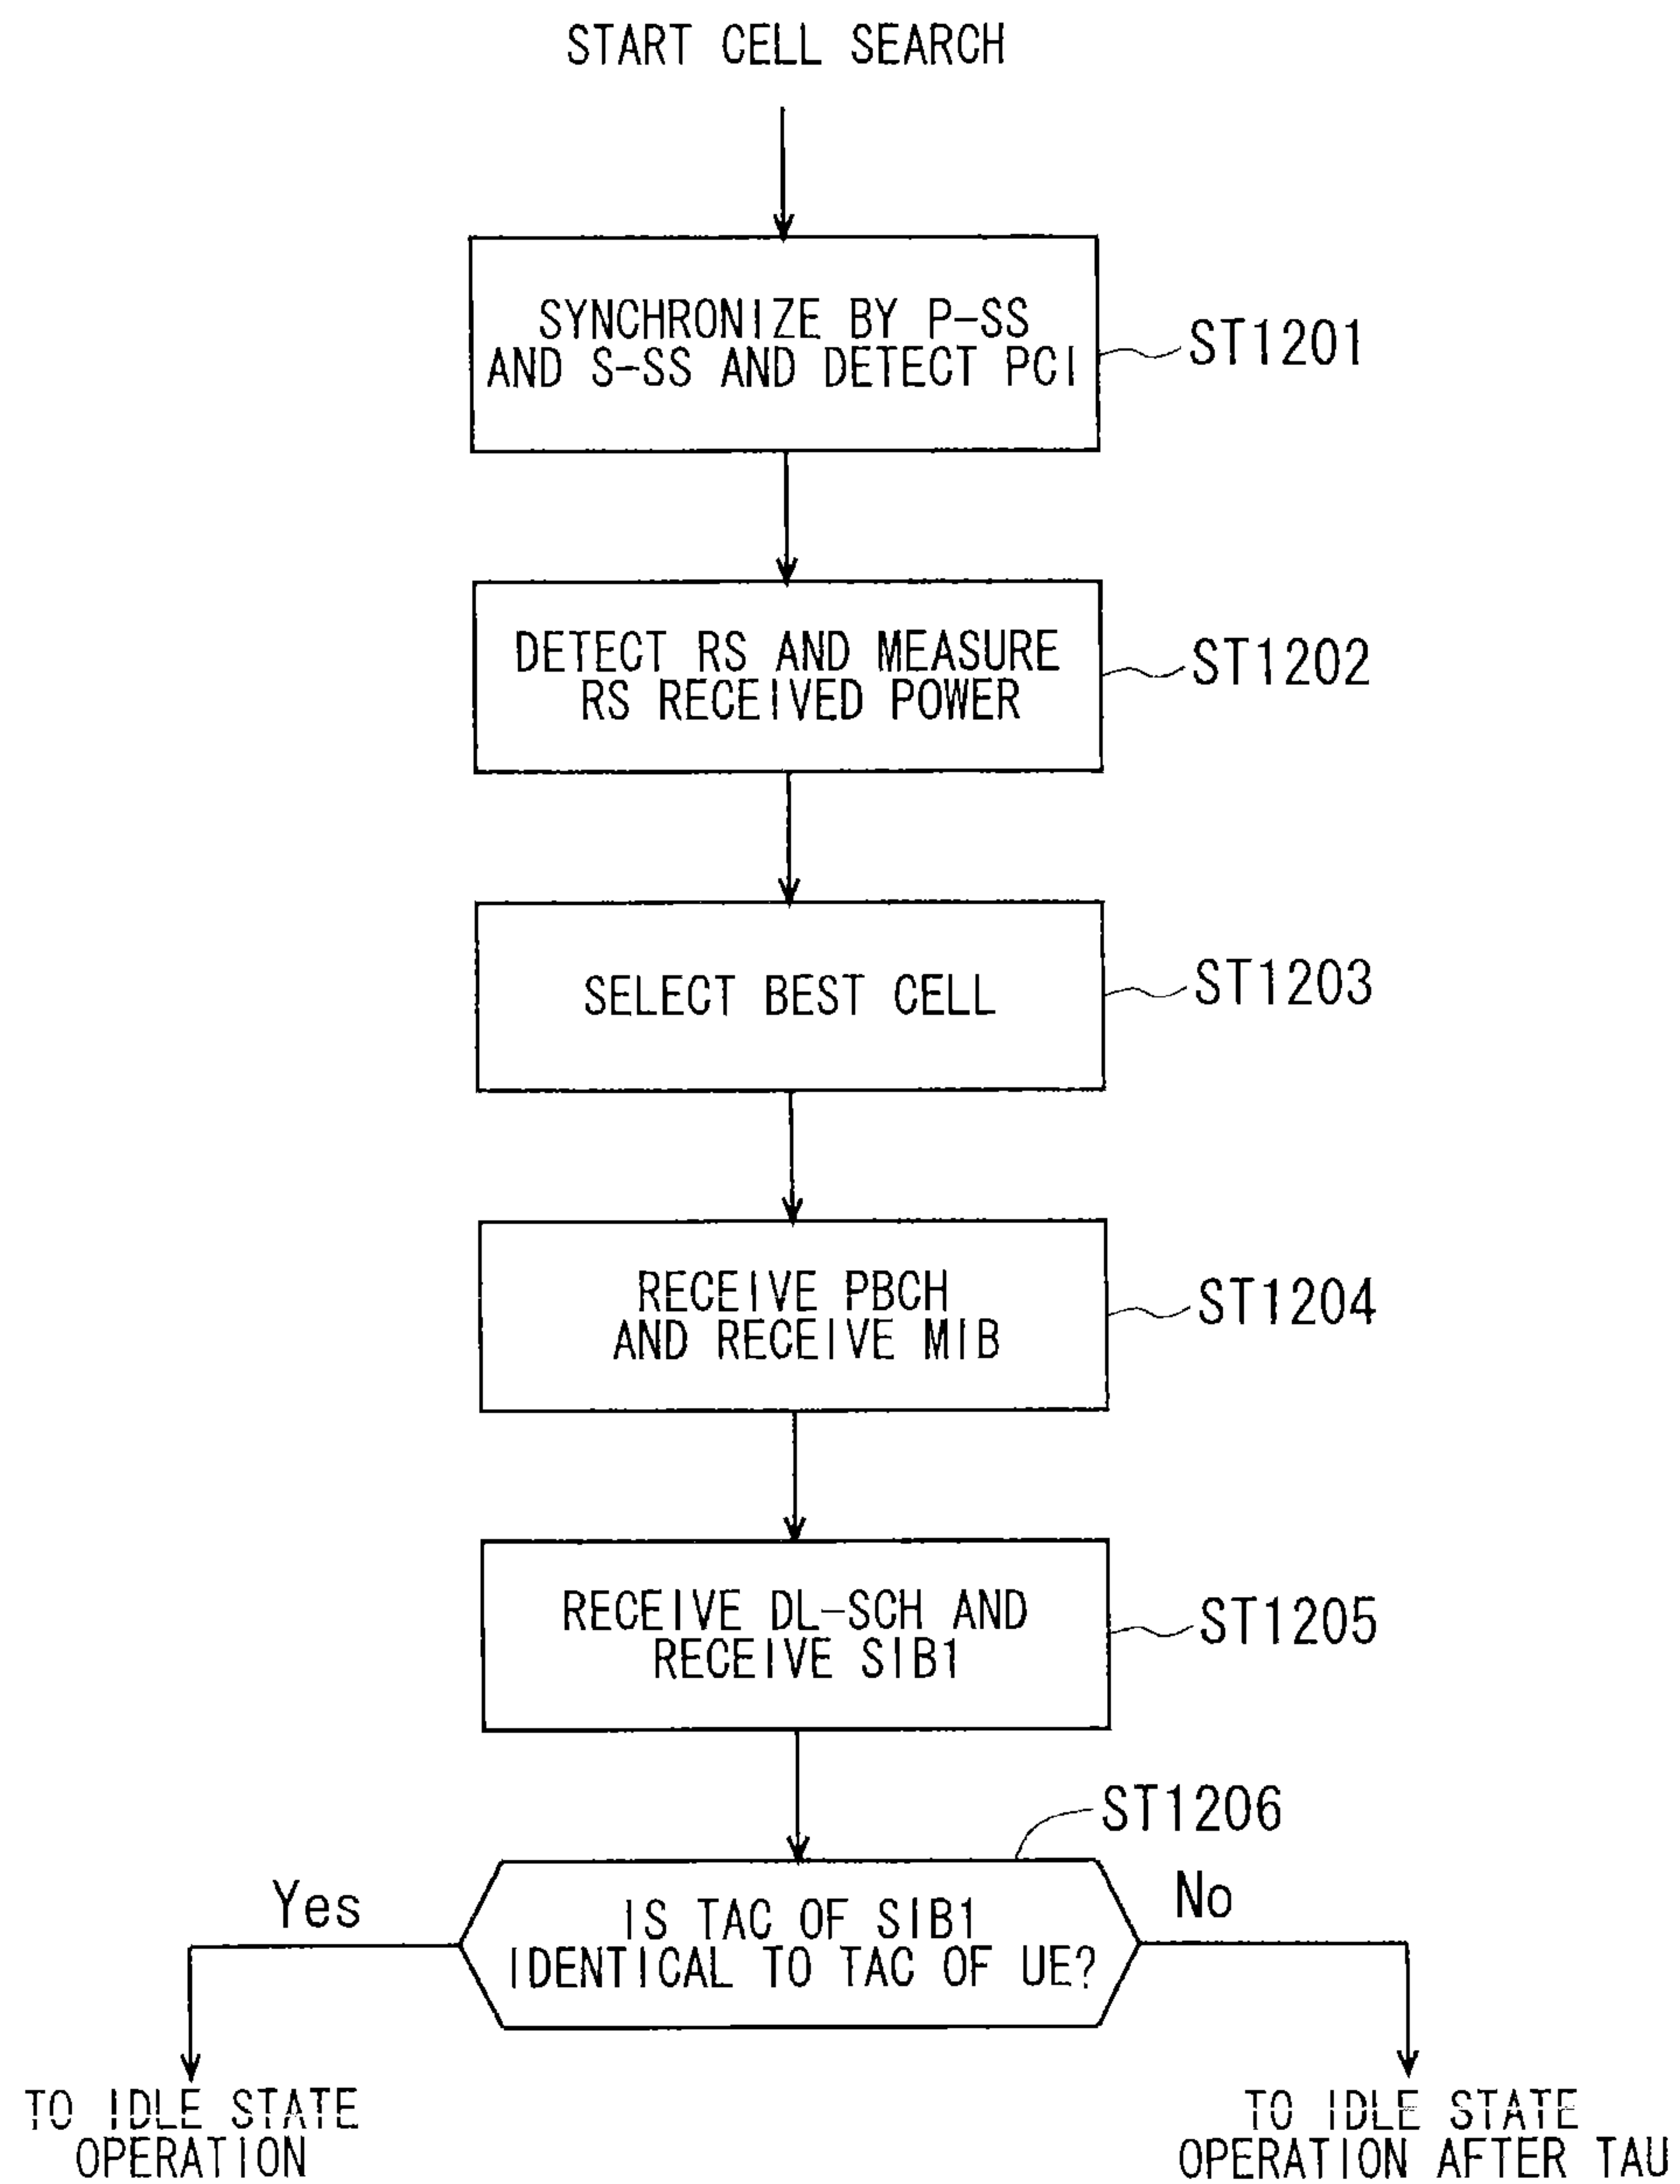 START CELL SEARCH
SYNCHRONIZE BY P-SS
AND S-SS AND DETECT PCI
ST1201
DETECT RS AND MEASURE
RS RECEIVED POWER
ST1202
SELECT BEST CELL
ST1203
RECEIVE PBCH
AND RECEIVE MIB
ST1204
RECEIVE DL-SCH AND
RECEIVE SIB1
ST1205
ST1206
Yes
IS TAC OF SIB1
IDENTICAL TO TAC OF UE?
No
TO IDLE STATE
OPERATION
TO IDLE STATE
OPERATION AFTER TAU